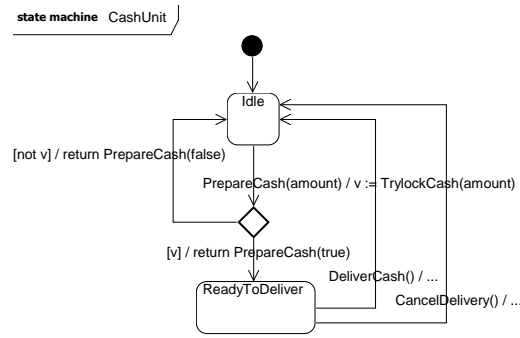 state machine CashUnit
Idle
[not v] / return PrepareCash(false)
PrepareCash(amount) / v := TrylockCash(amount)
[v] / return PrepareCash(true)
DeliverCash() / ...
ReadyToDeliver
CancelDelivery() / ...